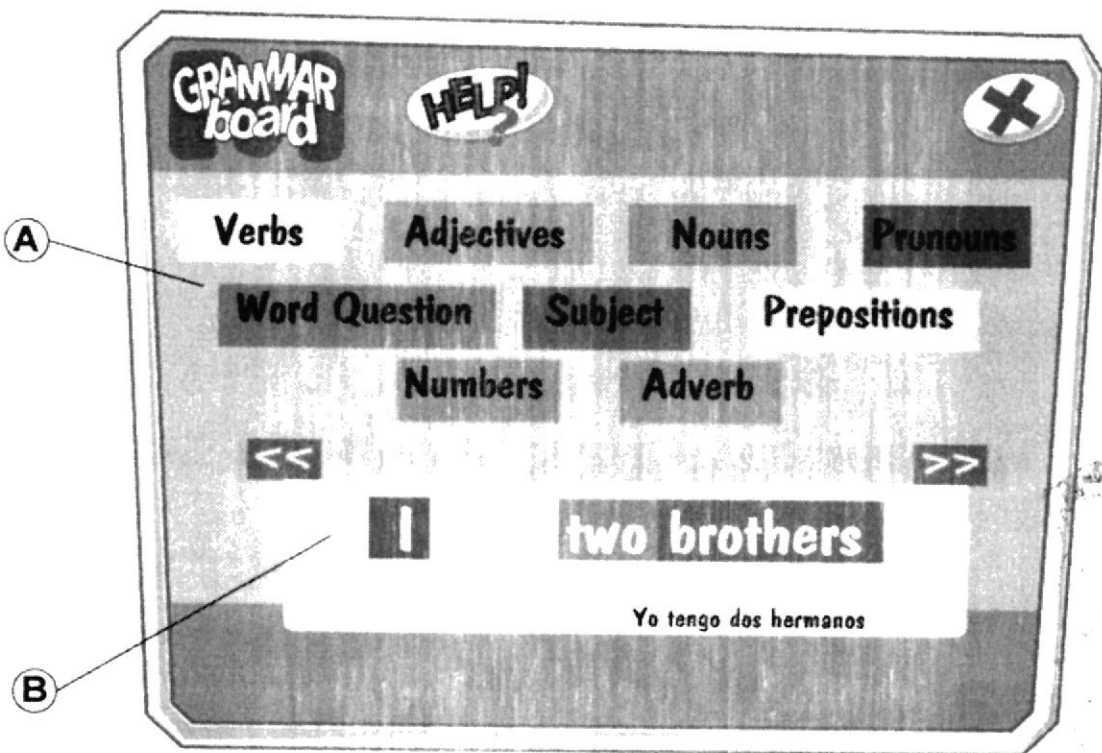 GRAMMAR
board
HELP!
?
A
Verbs Adjectives Nouns Pronouns
Word Question Subject Prepositions
Numbers Adverb
<< >>
I two brothers
Yo tengo dos hermanos
B